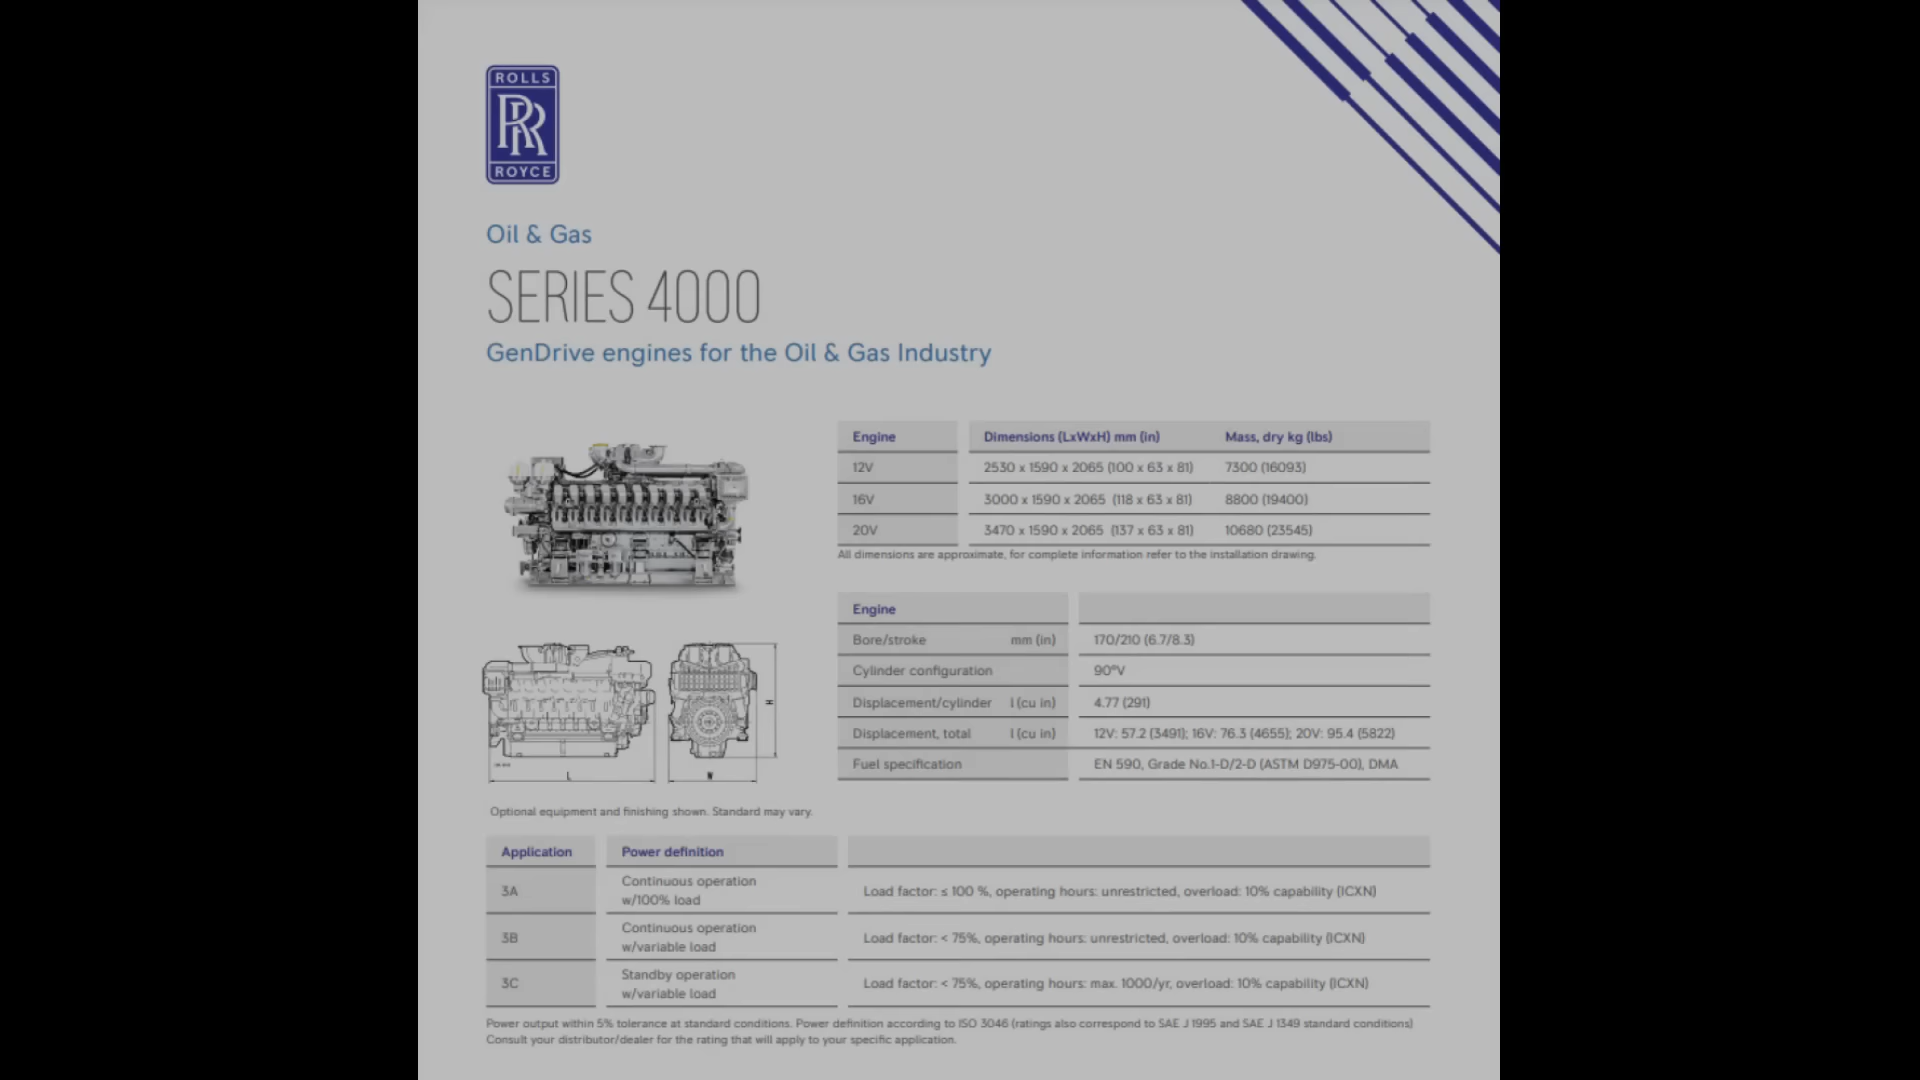 ROLLS
RR
ROYCE
Oil & Gas
SERIES 4000
GenDrive engines for the Oil & Gas Industry
Engine Dimensions (LxWxH) mm (in) Mass, dry kg (lbs)
12V 2530 x 1590 x 2065 (100 x 63 x 81) 7300 (16093)
16V 3000 x 1590 x 2065 (118 x 63 x 81) 8800 (19400)
20V 3470 x 1590 x 2065 (137 x 63 x 81) 10680 (23545)
All dimensions are approximate, for complete information refer to the installation drawing.
Engine
Bore/stroke mm (in) 170/210 (6.7/8.3)
Cylinder configuration 90°V
Displacement/cylinder l (cu in) 4.77 (291)
Displacement, total l (cu in) 12V: 57.2 (3491); 16V: 76.3 (4655); 20V: 95.4 (5822)
Fuel specification EN 590, Grade No.1-D/2-D (ASTM D975-00), DMA
H
L
W
Optional equipment and finishing shown. Standard may vary.
Application Power definition
3A Continuous operation w/100% load Load factor: ≤ 100 %, operating hours: unrestricted, overload: 10% capability (ICXN)
3B Continuous operation w/variable load Load factor: < 75%, operating hours: unrestricted, overload: 10% capability (ICXN)
3C Standby operation w/variable load Load factor: < 75%, operating hours: max. 1000/yr, overload: 10% capability (ICXN)
Power output within 5% tolerance at standard conditions. Power definition according to ISO 3046 (ratings also correspond to SAE J 1995 and SAE J 1349 standard conditions)
Consult your distributor/dealer for the rating that will apply to your specific application.